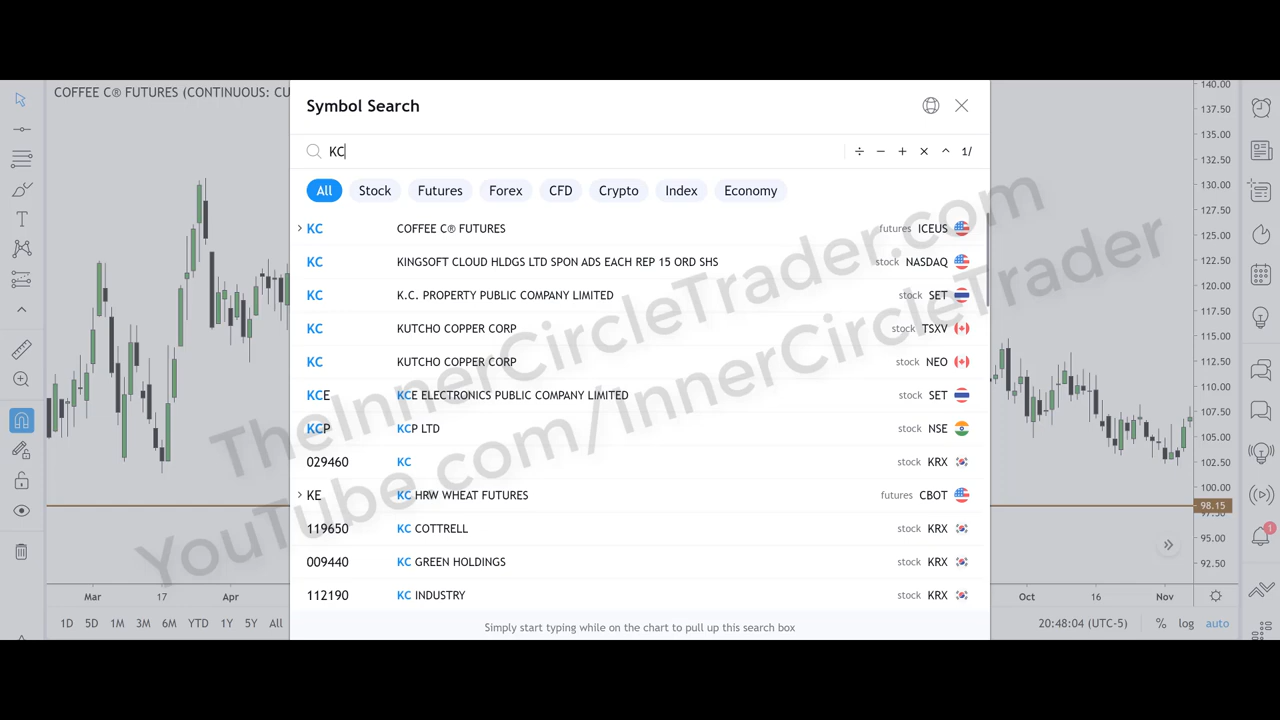 COFFEE C® FUTURES (CONTINUOUS: CU
Symbol Search
KC
÷ − + × ^ 1/
All Stock Futures Forex CFD Crypto Index Economy
KC COFFEE C® FUTURES futures ICEUS
KC KINGSOFT CLOUD HLDGS LTD SPON ADS EACH REP 15 ORD SHS stock NASDAQ
KC K.C. PROPERTY PUBLIC COMPANY LIMITED stock SET
KC KUTCHO COPPER CORP stock TSXV
KC KUTCHO COPPER CORP stock NEO
KCE KCE ELECTRONICS PUBLIC COMPANY LIMITED stock SET
KCP KCP LTD stock NSE
029460 KC stock KRX
KE KC HRW WHEAT FUTURES futures CBOT
119650 KC COTTRELL stock KRX
009440 KC GREEN HOLDINGS stock KRX
112190 KC INDUSTRY stock KRX
Simply start typing while on the chart to pull up this search box
TheInnerCircleTrader.com
YouTube.com/InnerCircleTrader
140.00
137.50
135.00
132.50
130.00
127.50
125.00
122.50
120.00
117.50
115.00
112.50
110.00
107.50
105.00
102.50
100.00
98.15
97.50
95.00
92.50
1
Mar 17 Apr Oct 16 Nov
1D 5D 1M 3M 6M YTD 1Y 5Y All 20:48:04 (UTC-5) % log auto